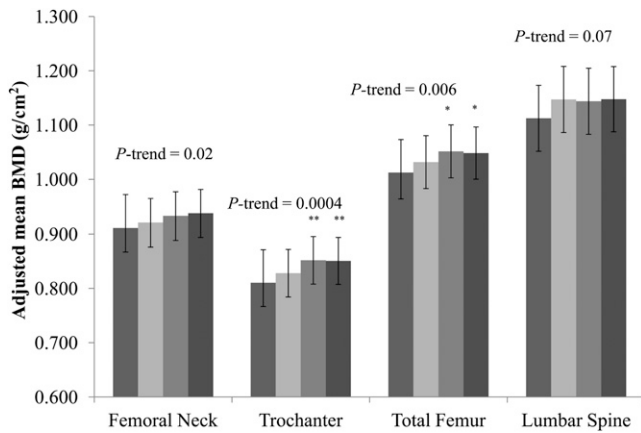 Adjusted mean BMD (g/cm²)
1.300
1.200
1.100
1.000
0.900
0.800
0.700
0.600
P-trend = 0.02
P-trend = 0.0004
** **
P-trend = 0.006
* *
P-trend = 0.07
Femoral Neck
Trochanter
Total Femur
Lumbar Spine